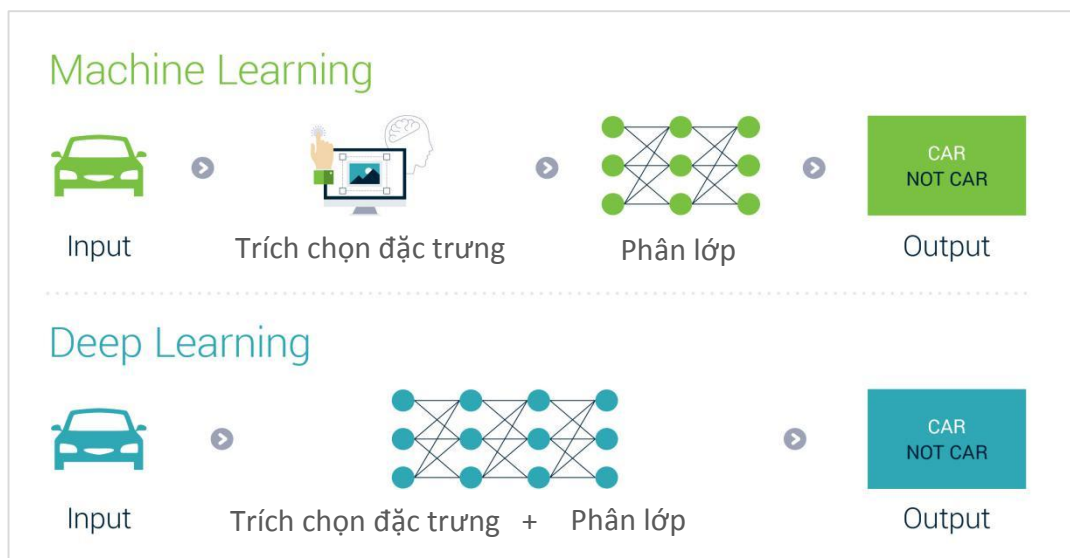 Machine Learning
CAR
NOT CAR
Input
Trích chọn đặc trưng
Phân lớp
Output
Deep Learning
CAR
NOT CAR
Input
Trích chọn đặc trưng + Phân lớp
Output